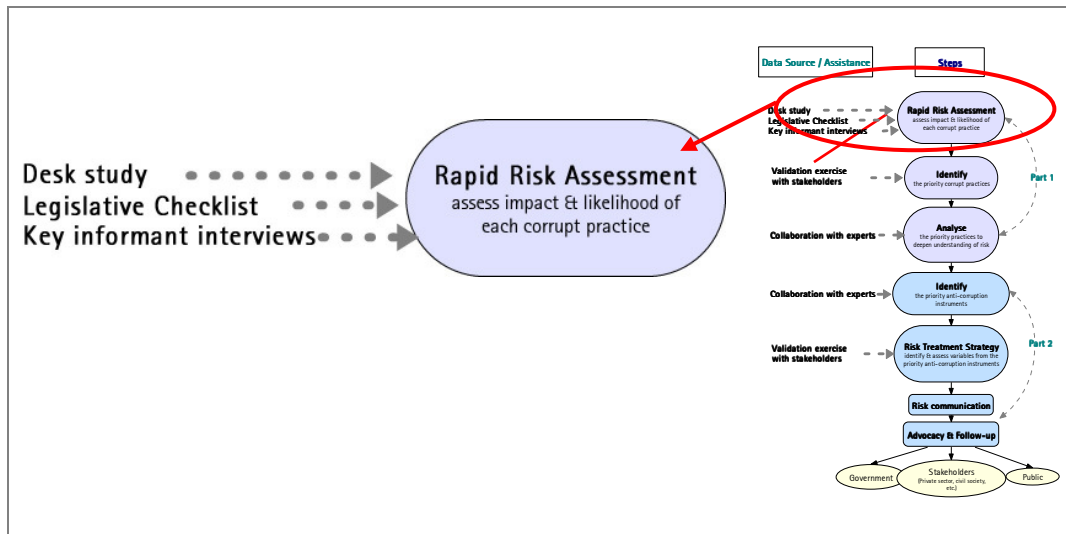 Desk study
Legislative Checklist
Key informant interviews
Rapid Risk Assessment
assess impact & likelihood of
each corrupt practice
Data Source / Assistance
Steps
Desk study
Legislative Checklist
Key informant interviews
Rapid Risk Assessment
assess impact & likelihood of
each corrupt practice
Validation exercise
with stakeholders
Identify
the priority corrupt practices
Part 1
Collaboration with experts
Analyse
the priority practices to
deepen understanding of risk
Collaboration with experts
Identify
the priority anti-corruption
instruments
Validation exercise
with stakeholders
Risk Treatment Strategy
identify & assess variables from the
priority anti-corruption instruments
Part 2
Risk communication
Advocacy & Follow-up
Government
Stakeholders
(Private sector, civil society,
etc.)
Public